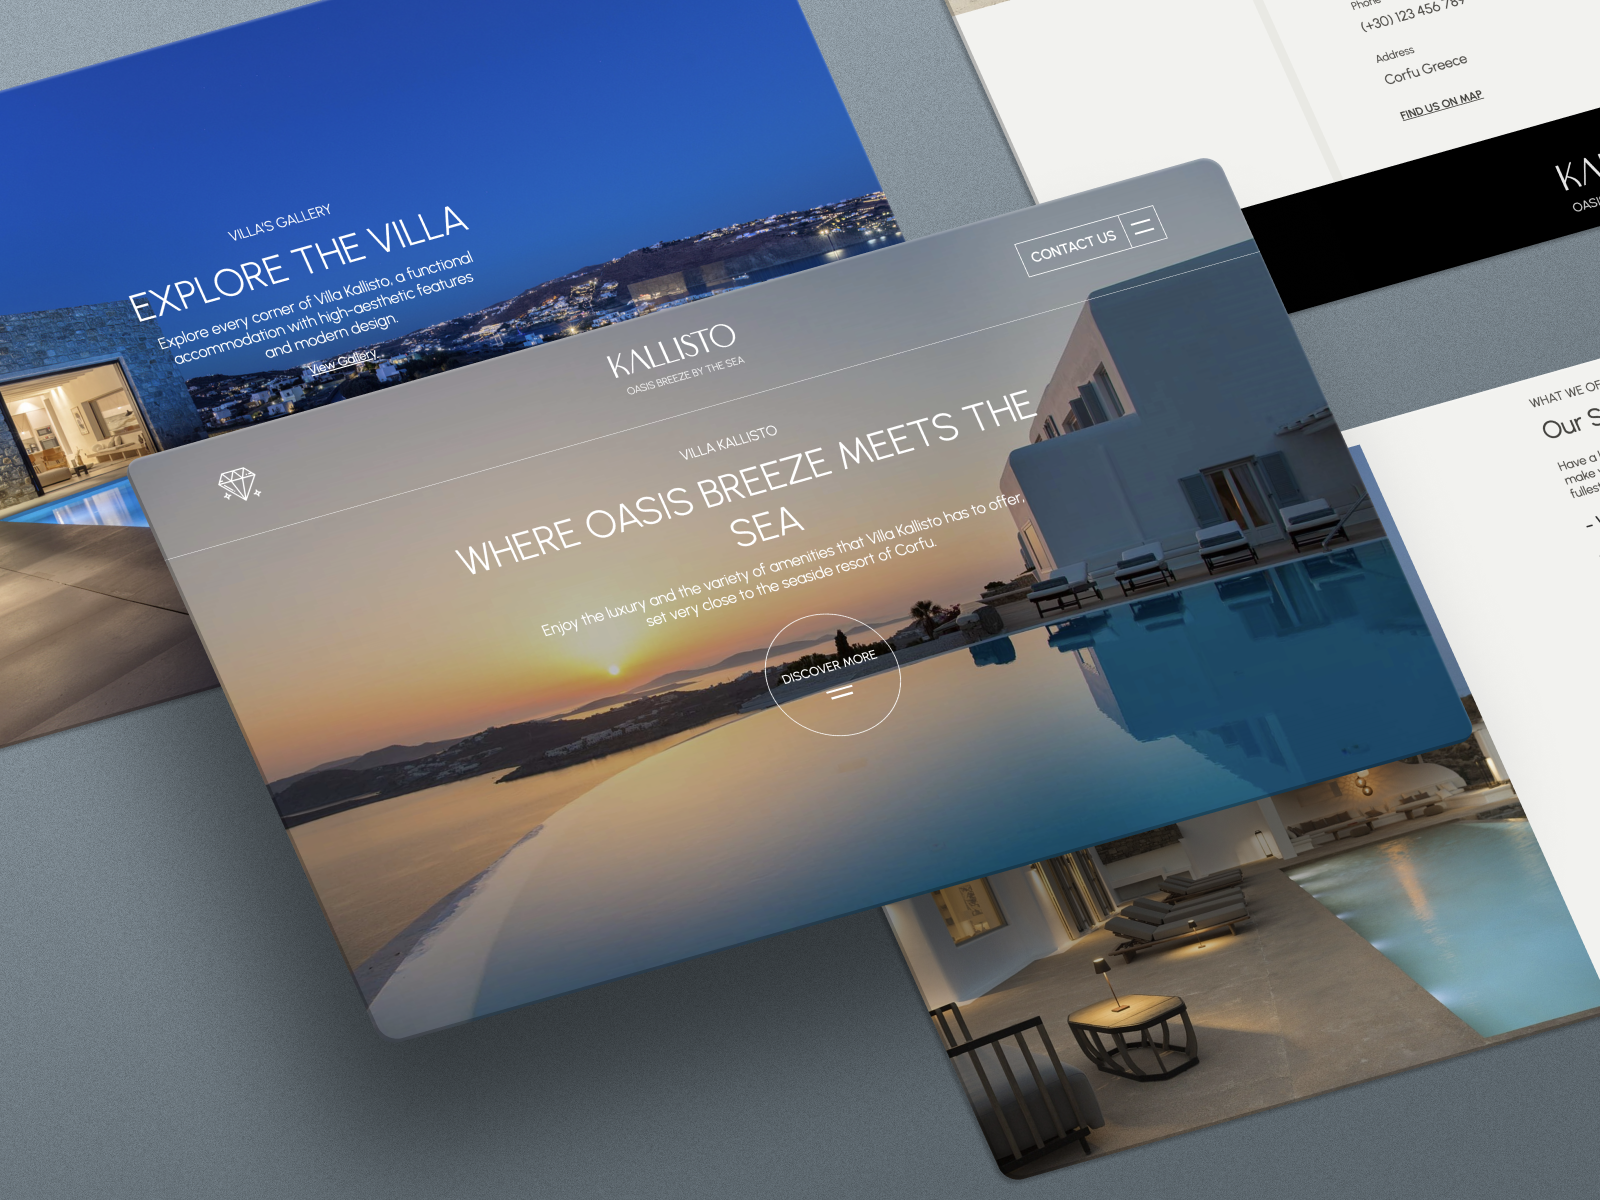 VILLA'S GALLERY
EXPLORE THE VILLA
Explore every corner of Villa Kallisto, a functional
accommodation with high-aesthetic features
and modern design.
View Gallery
Phone
(+30) 123 456 789
Address
Corfu Greece
FIND US ON MAP
CONTACT US
KALLISTO
OASIS BREEZE BY THE SEA
VILLA KALLISTO
WHERE OASIS BREEZE MEETS THE
SEA
Enjoy the luxury and the variety of amenities that Villa Kallisto has to offer,
set very close to the seaside resort of Corfu.
DISCOVER MORE
WHAT WE OF
Our S
Have a
make
fulles